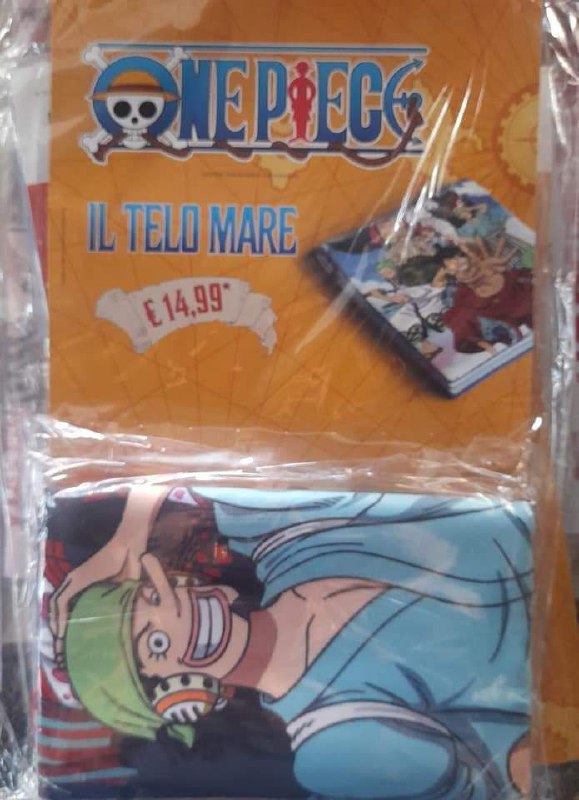 ONE PIECE
IL TELO MARE
€ 14,99*